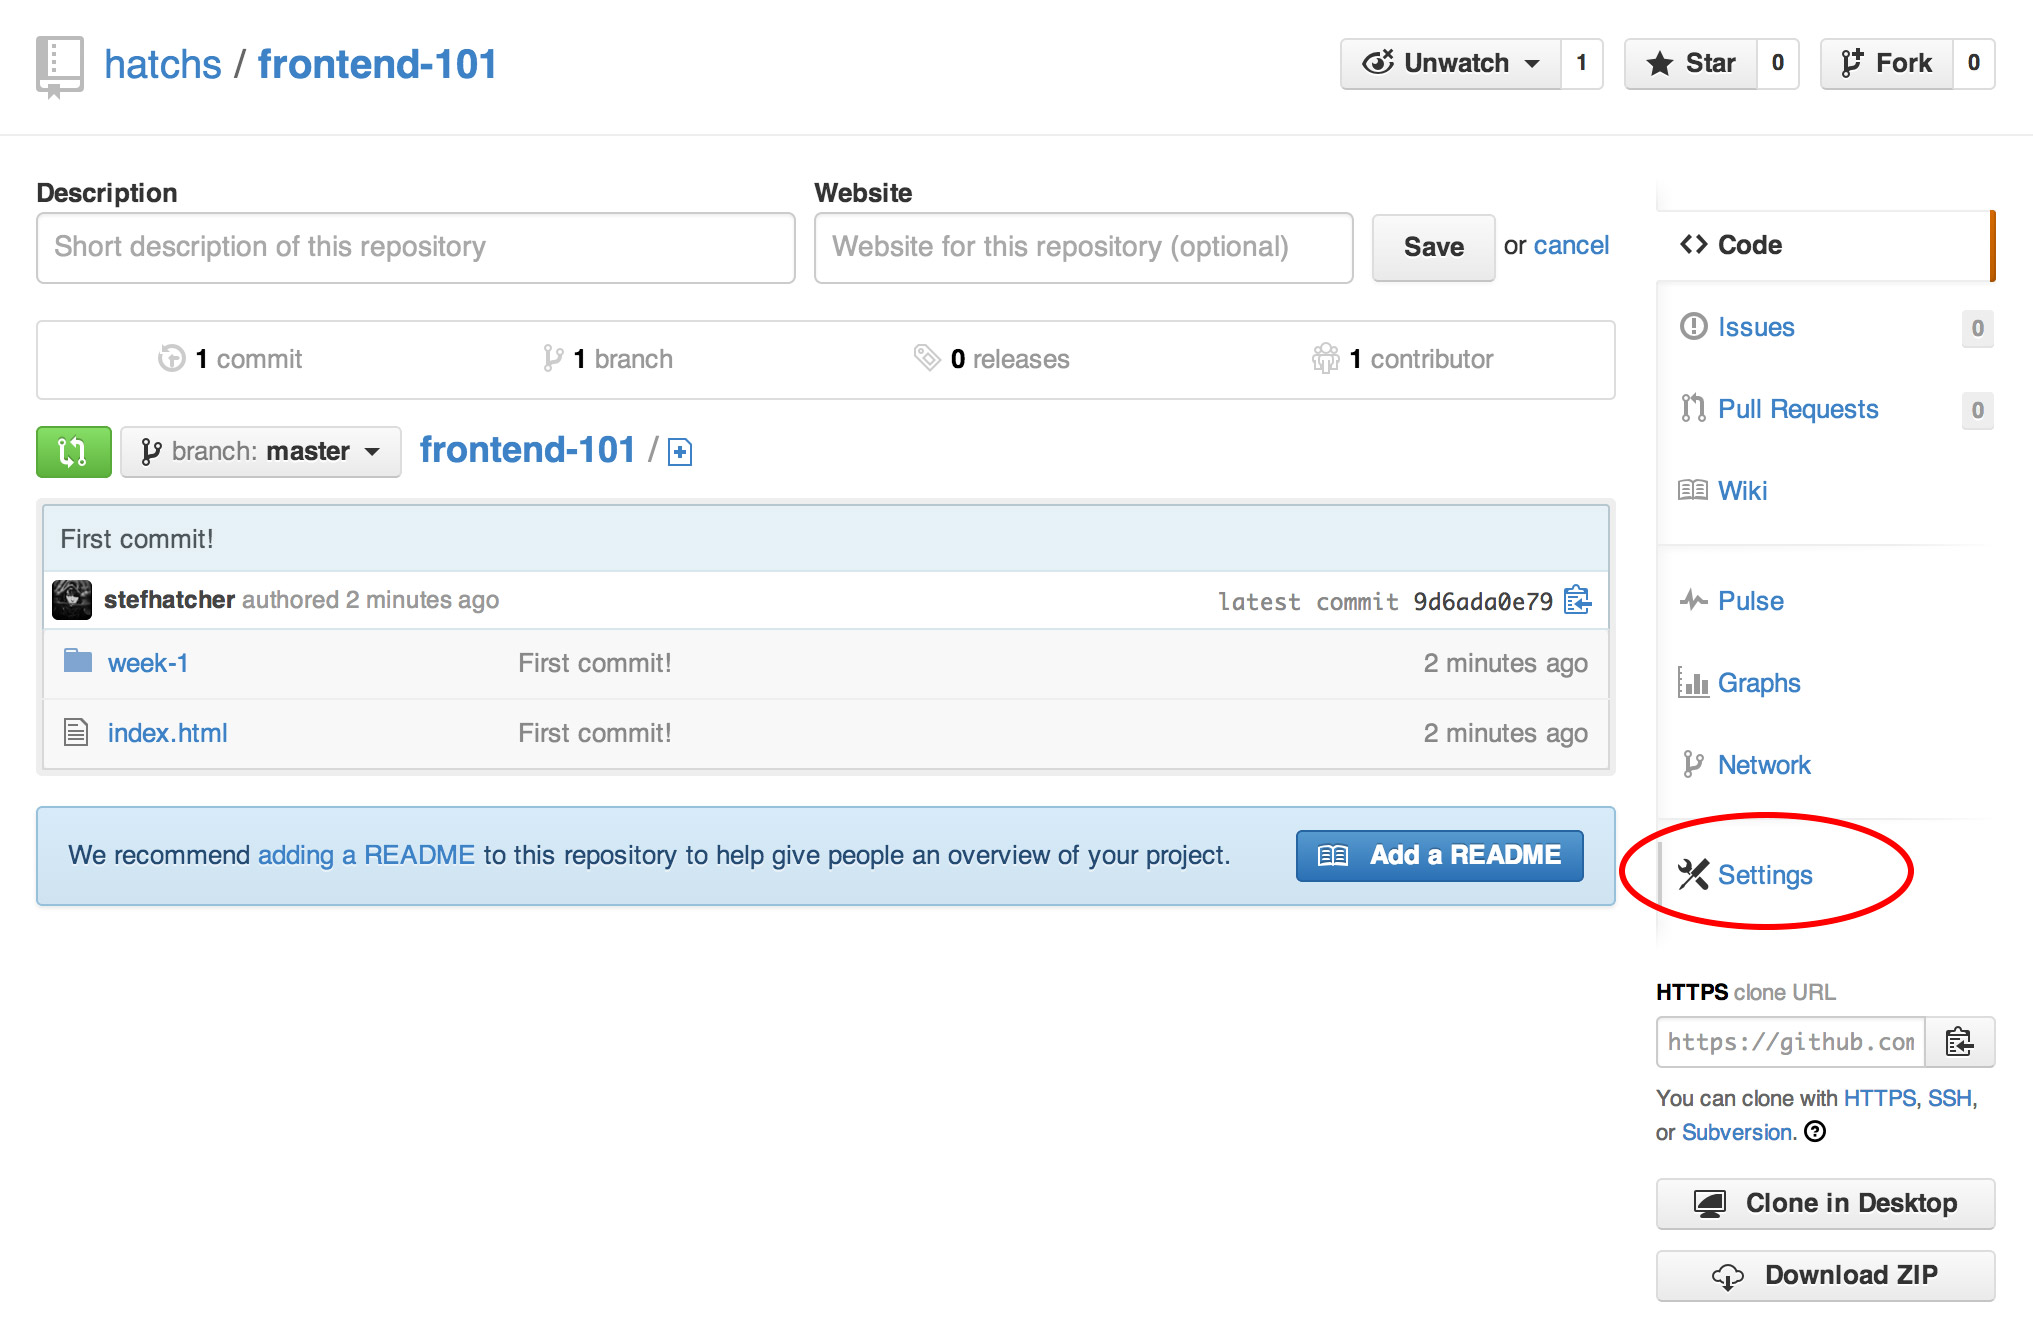 hatchs / frontend-101
Unwatch 1
Star 0
Fork 0
Description
Short description of this repository
Website
Website for this repository (optional)
Save or cancel
1 commit
1 branch
0 releases
1 contributor
branch: master
frontend-101 /
First commit!
stefhatcher authored 2 minutes ago
latest commit 9d6ada0e79
week-1 First commit! 2 minutes ago
index.html First commit! 2 minutes ago
We recommend adding a README to this repository to help give people an overview of your project.
Add a README
Code
Issues 0
Pull Requests 0
Wiki
Pulse
Graphs
Network
Settings
HTTPS clone URL
https://github.com
You can clone with HTTPS, SSH,
or Subversion.
Clone in Desktop
Download ZIP